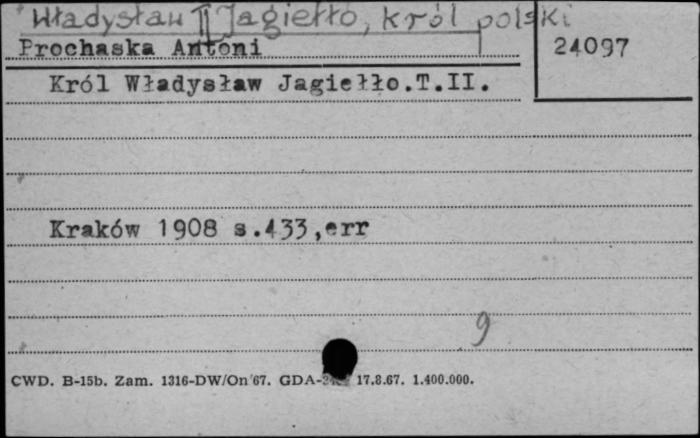 Władysław II Jagiełło, król polski
Prochaska Antoni
24097
Król Władysław Jagiełło.T.II.
Kraków 1908 s.433,err
9
CWD. B-15b. Zam. 1316-DW/On 67. GDA- 17.8.67. 1.400.000.